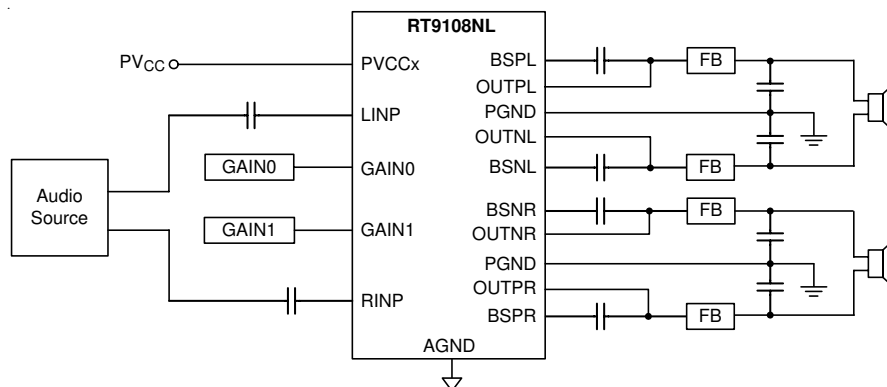 RT9108NL
PV_CC
PVCCx
LINP
Audio
Source
GAIN0
GAIN0
GAIN1
GAIN1
RINP
AGND
BSPL
OUTPL
PGND
OUTNL
BSNL
BSNR
OUTNR
PGND
OUTPR
BSPR
FB
FB
FB
FB